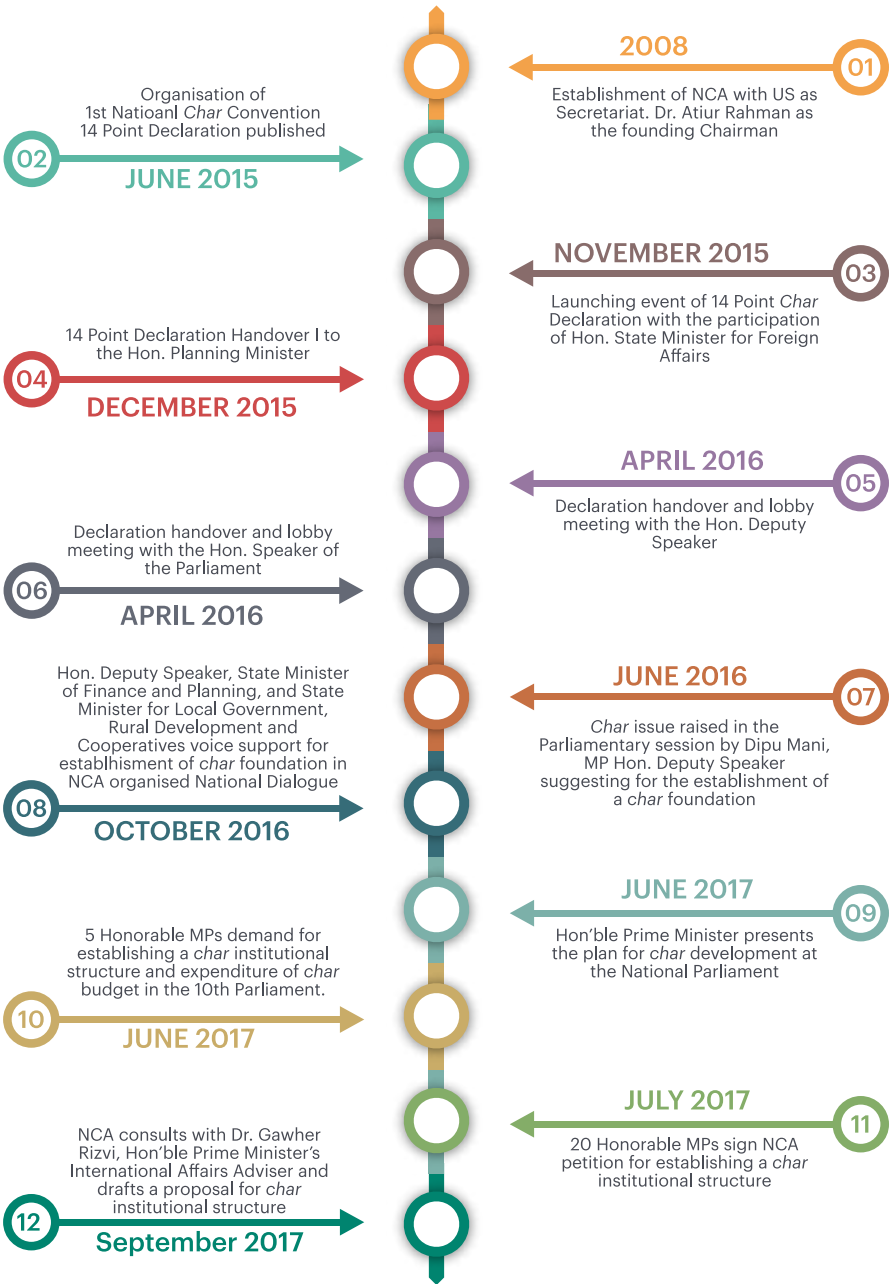 2008
01
Establishment of NCA with US as
Secretariat. Dr. Atiur Rahman as
the founding Chairman
Organisation of
1st Natioanl Char Convention
14 Point Declaration published
02
JUNE 2015
NOVEMBER 2015
03
Launching event of 14 Point Char
Declaration with the participation
of Hon. State Minister for Foreign
Affairs
14 Point Declaration Handover I to
the Hon. Planning Minister
04
DECEMBER 2015
APRIL 2016
05
Declaration handover and lobby
meeting with the Hon. Deputy
Speaker
Declaration handover and lobby
meeting with the Hon. Speaker of
the Parliament
06
APRIL 2016
JUNE 2016
07
Char issue raised in the
Parliamentary session by Dipu Mani,
MP Hon. Deputy Speaker
suggesting for the establishment of
a char foundation
Hon. Deputy Speaker, State Minister
of Finance and Planning, and State
Minister for Local Government,
Rural Development and
Cooperatives voice support for
establhisment of char foundation in
NCA organised National Dialogue
08
OCTOBER 2016
JUNE 2017
09
Hon'ble Prime Minister presents
the plan for char development at
the National Parliament
5 Honorable MPs demand for
establishing a char institutional
structure and expenditure of char
budget in the 10th Parliament.
10
JUNE 2017
JULY 2017
11
20 Honorable MPs sign NCA
petition for establishing a char
institutional structure
NCA consults with Dr. Gawher
Rizvi, Hon'ble Prime Minister's
International Affairs Adviser and
drafts a proposal for char
institutional structure
12
September 2017